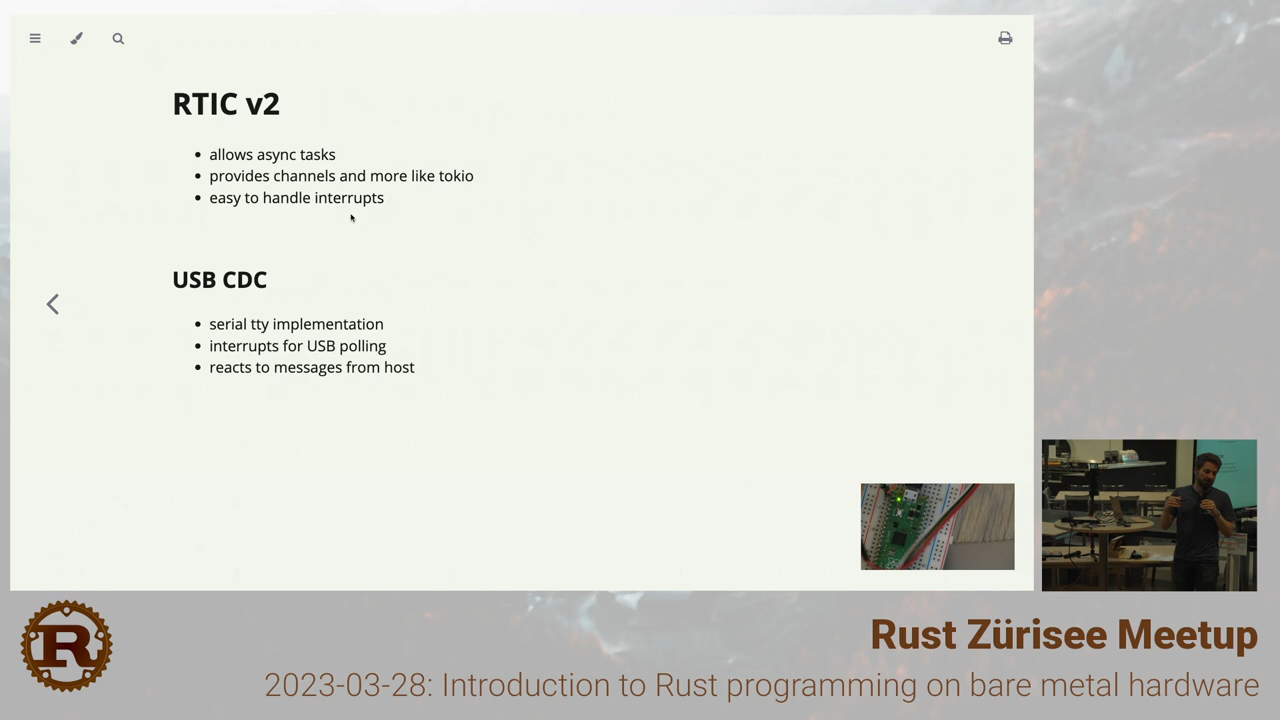 RTIC v2
allows async tasks
provides channels and more like tokio
easy to handle interrupts
USB CDC
serial tty implementation
interrupts for USB polling
reacts to messages from host
R
Rust Zürisee Meetup
2023-03-28: Introduction to Rust programming on bare metal hardware